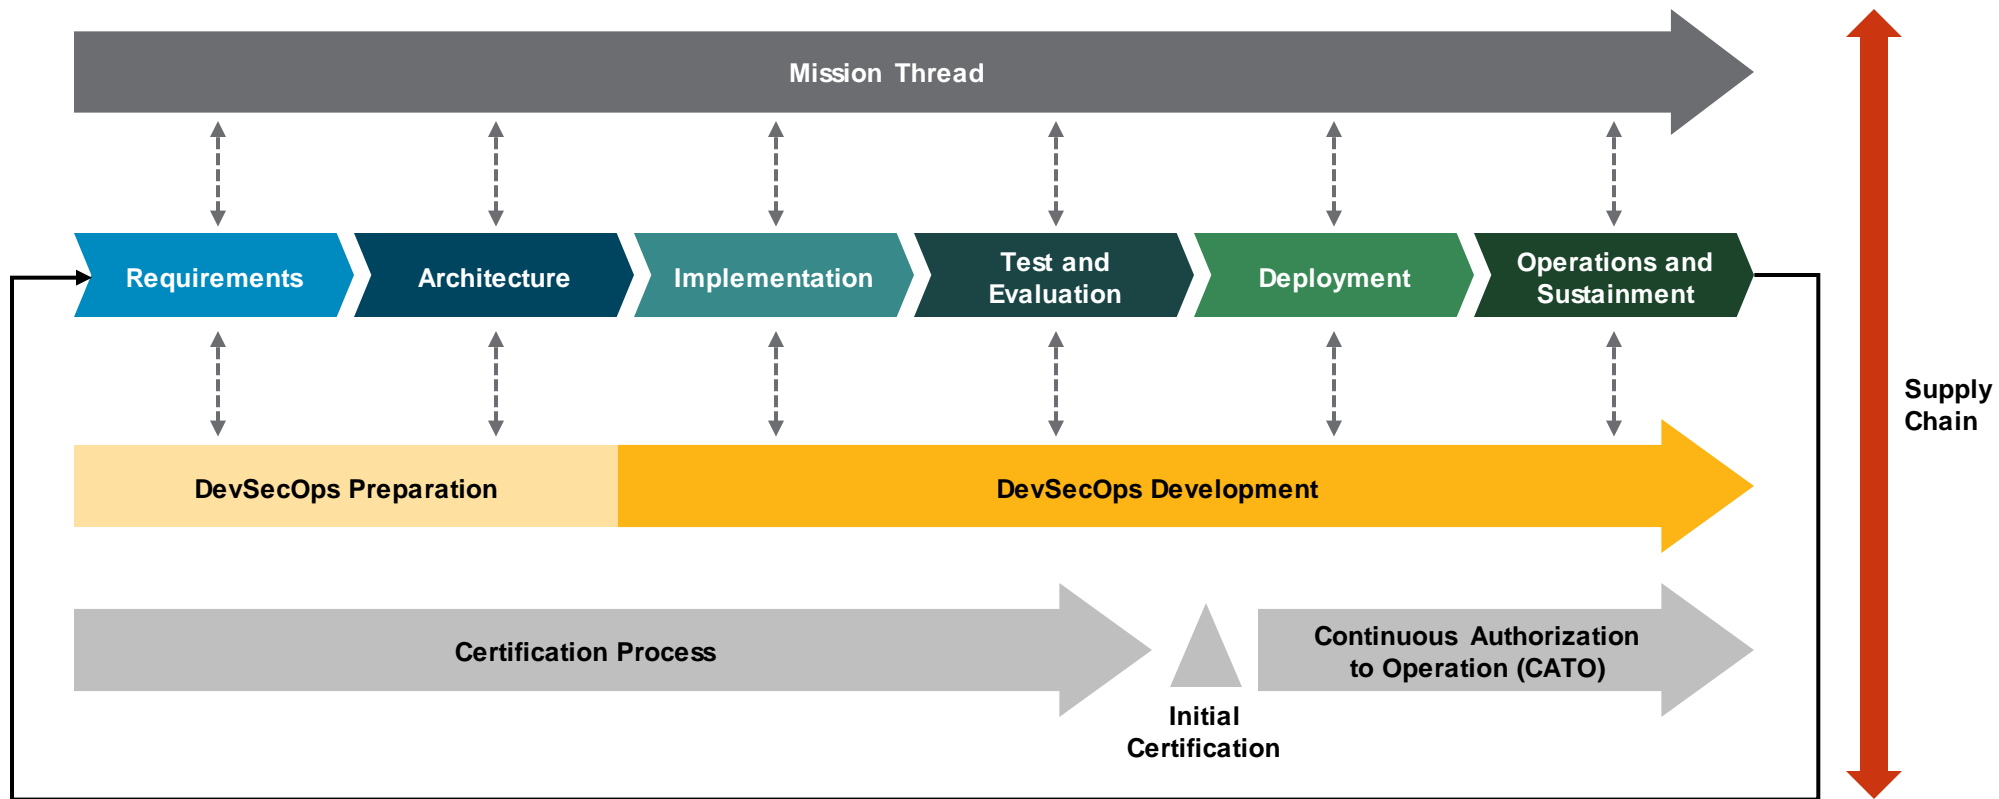 Mission Thread
Requirements
Architecture
Implementation
Test and
Evaluation
Deployment
Operations and
Sustainment
Supply
Chain
DevSecOps Preparation
DevSecOps Development
Certification Process
Initial
Certification
Continuous Authorization
to Operation (CATO)